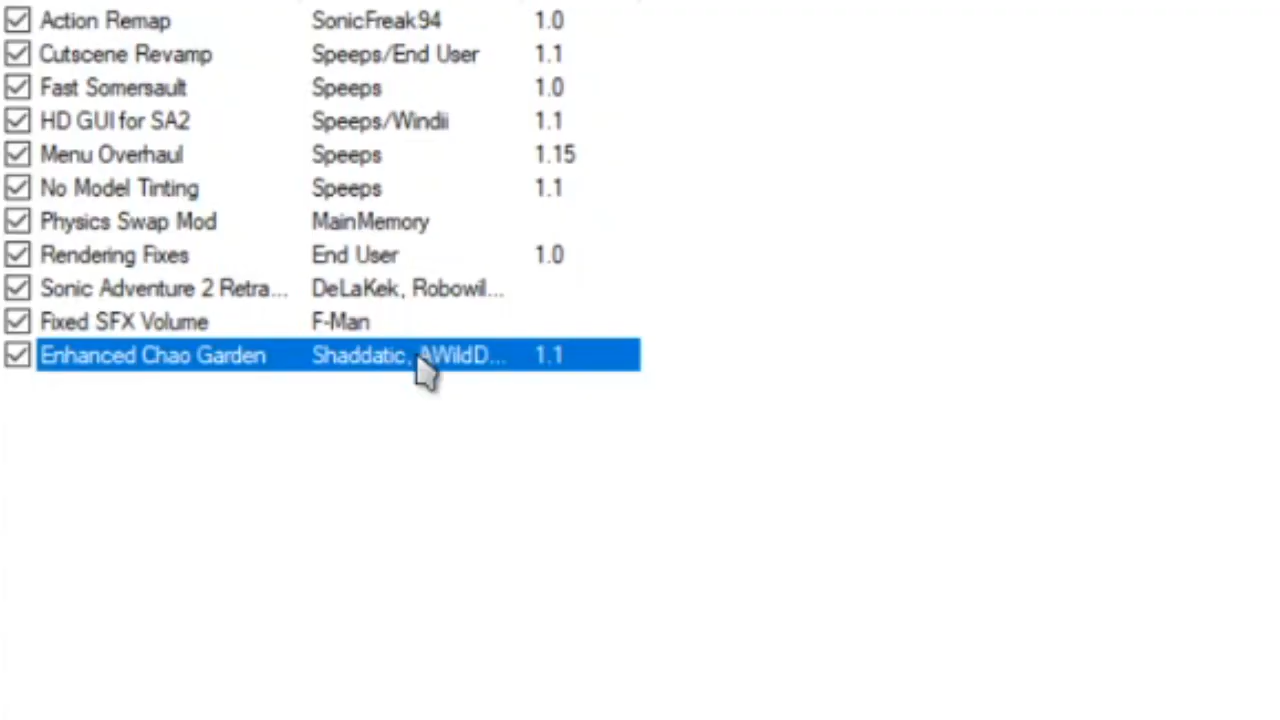 Action Remap SonicFreak94 1.0
Cutscene Revamp Speeps/End User 1.1
Fast Somersault Speeps 1.0
HD GUI for SA2 Speeps/Windii 1.1
Menu Overhaul Speeps 1.15
No Model Tinting Speeps 1.1
Physics Swap Mod MainMemory
Rendering Fixes End User 1.0
Sonic Adventure 2 Retra... DeLaKek, Robowil...
Fixed SFX Volume F-Man
Enhanced Chao Garden Shaddatic, AWildD... 1.1